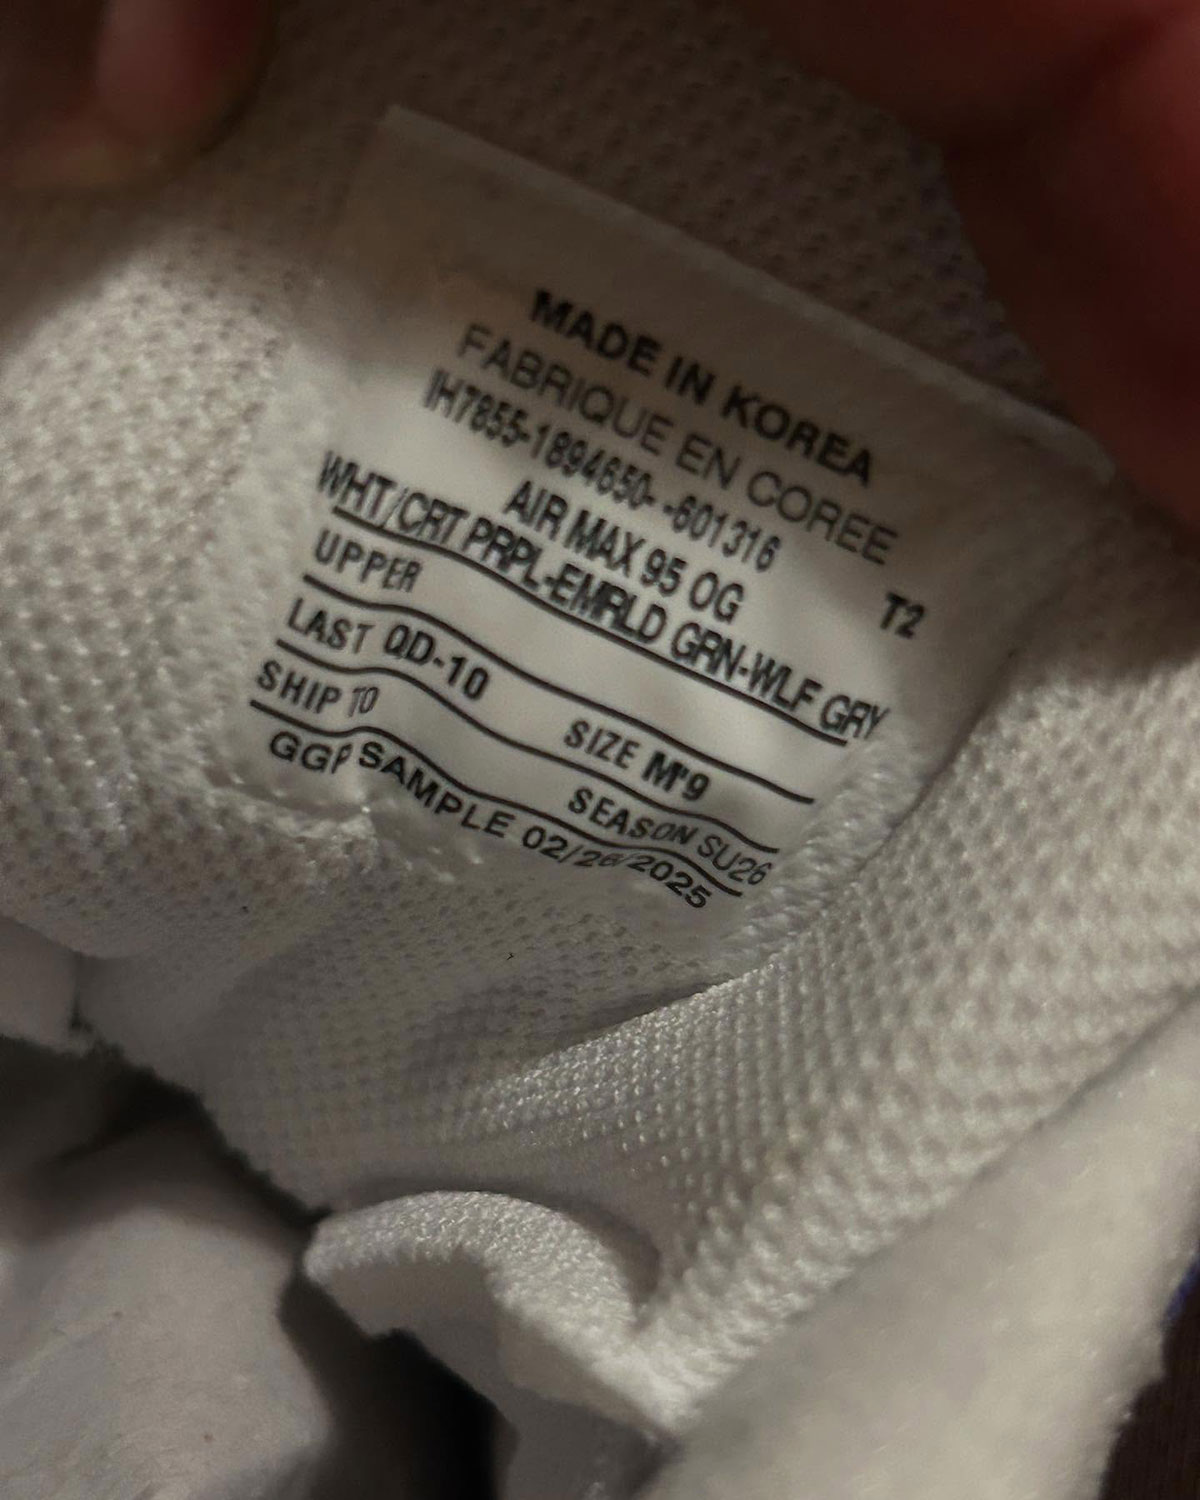 MADE IN KOREA
FABRIQUE EN COREE
IH7855-1894650- -601316
AIR MAX 95 OG T2
WHT/CRT PRPL-EMRLD GRN-WLF GRY
UPPER
LAST QD-10 SIZE M'9
SHIP TO SEASON SU26
GGP SAMPLE 02/26/2025